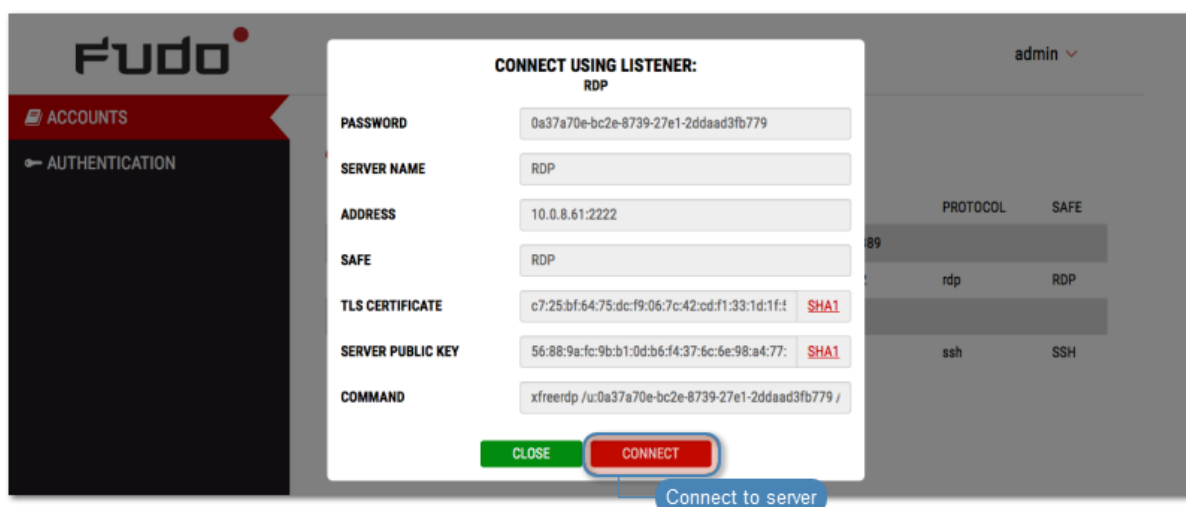 Fudo
admin
ACCOUNTS
AUTHENTICATION
CONNECT USING LISTENER:
RDP
PASSWORD 0a37a70e-bc2e-8739-27e1-2ddaad3fb779
SERVER NAME RDP
ADDRESS 10.0.8.61:2222
SAFE RDP
TLS CERTIFICATE c7:25:bf:64:75:dc:f9:06:7c:42:cd:f1:33:1d:1f: SHA1
SERVER PUBLIC KEY 56:88:9a:fc:9b:b1:0d:b6:f4:37:6c:6e:98:a4:77: SHA1
COMMAND xfreerdp /u:0a37a70e-bc2e-8739-27e1-2ddaad3fb779 /
CLOSE CONNECT
Connect to server
PROTOCOL SAFE
89
rdp RDP
ssh SSH